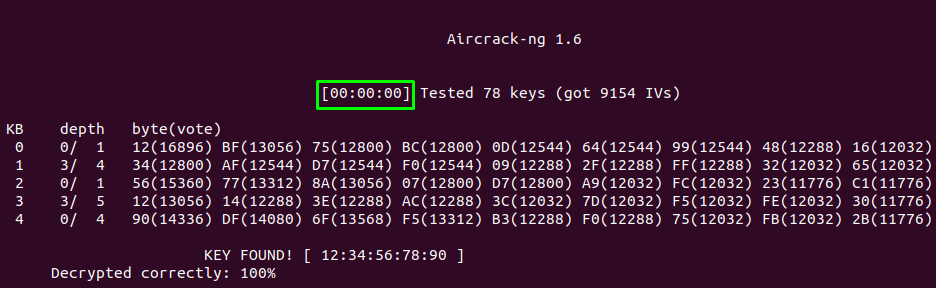 Aircrack-ng 1.6
[00:00:00] Tested 78 keys (got 9154 IVs)
KB depth byte(vote)
0 0/ 1 12(16896) BF(13056) 75(12800) BC(12800) 0D(12544) 64(12544) 99(12544) 48(12288) 16(12032)
1 3/ 4 34(12800) AF(12544) D7(12544) F0(12544) 09(12288) 2F(12288) FF(12288) 32(12032) 65(12032)
2 0/ 1 56(15360) 77(13312) 8A(13056) 07(12800) D7(12800) A9(12032) FC(12032) 23(11776) C1(11776)
3 3/ 5 12(13056) 14(12288) 3E(12288) AC(12288) 3C(12032) 7D(12032) F5(12032) FE(12032) 30(11776)
4 0/ 4 90(14336) DF(14080) 6F(13568) F5(13312) B3(12288) F0(12288) 75(12032) FB(12032) 2B(11776)
KEY FOUND! [ 12:34:56:78:90 ]
Decrypted correctly: 100%